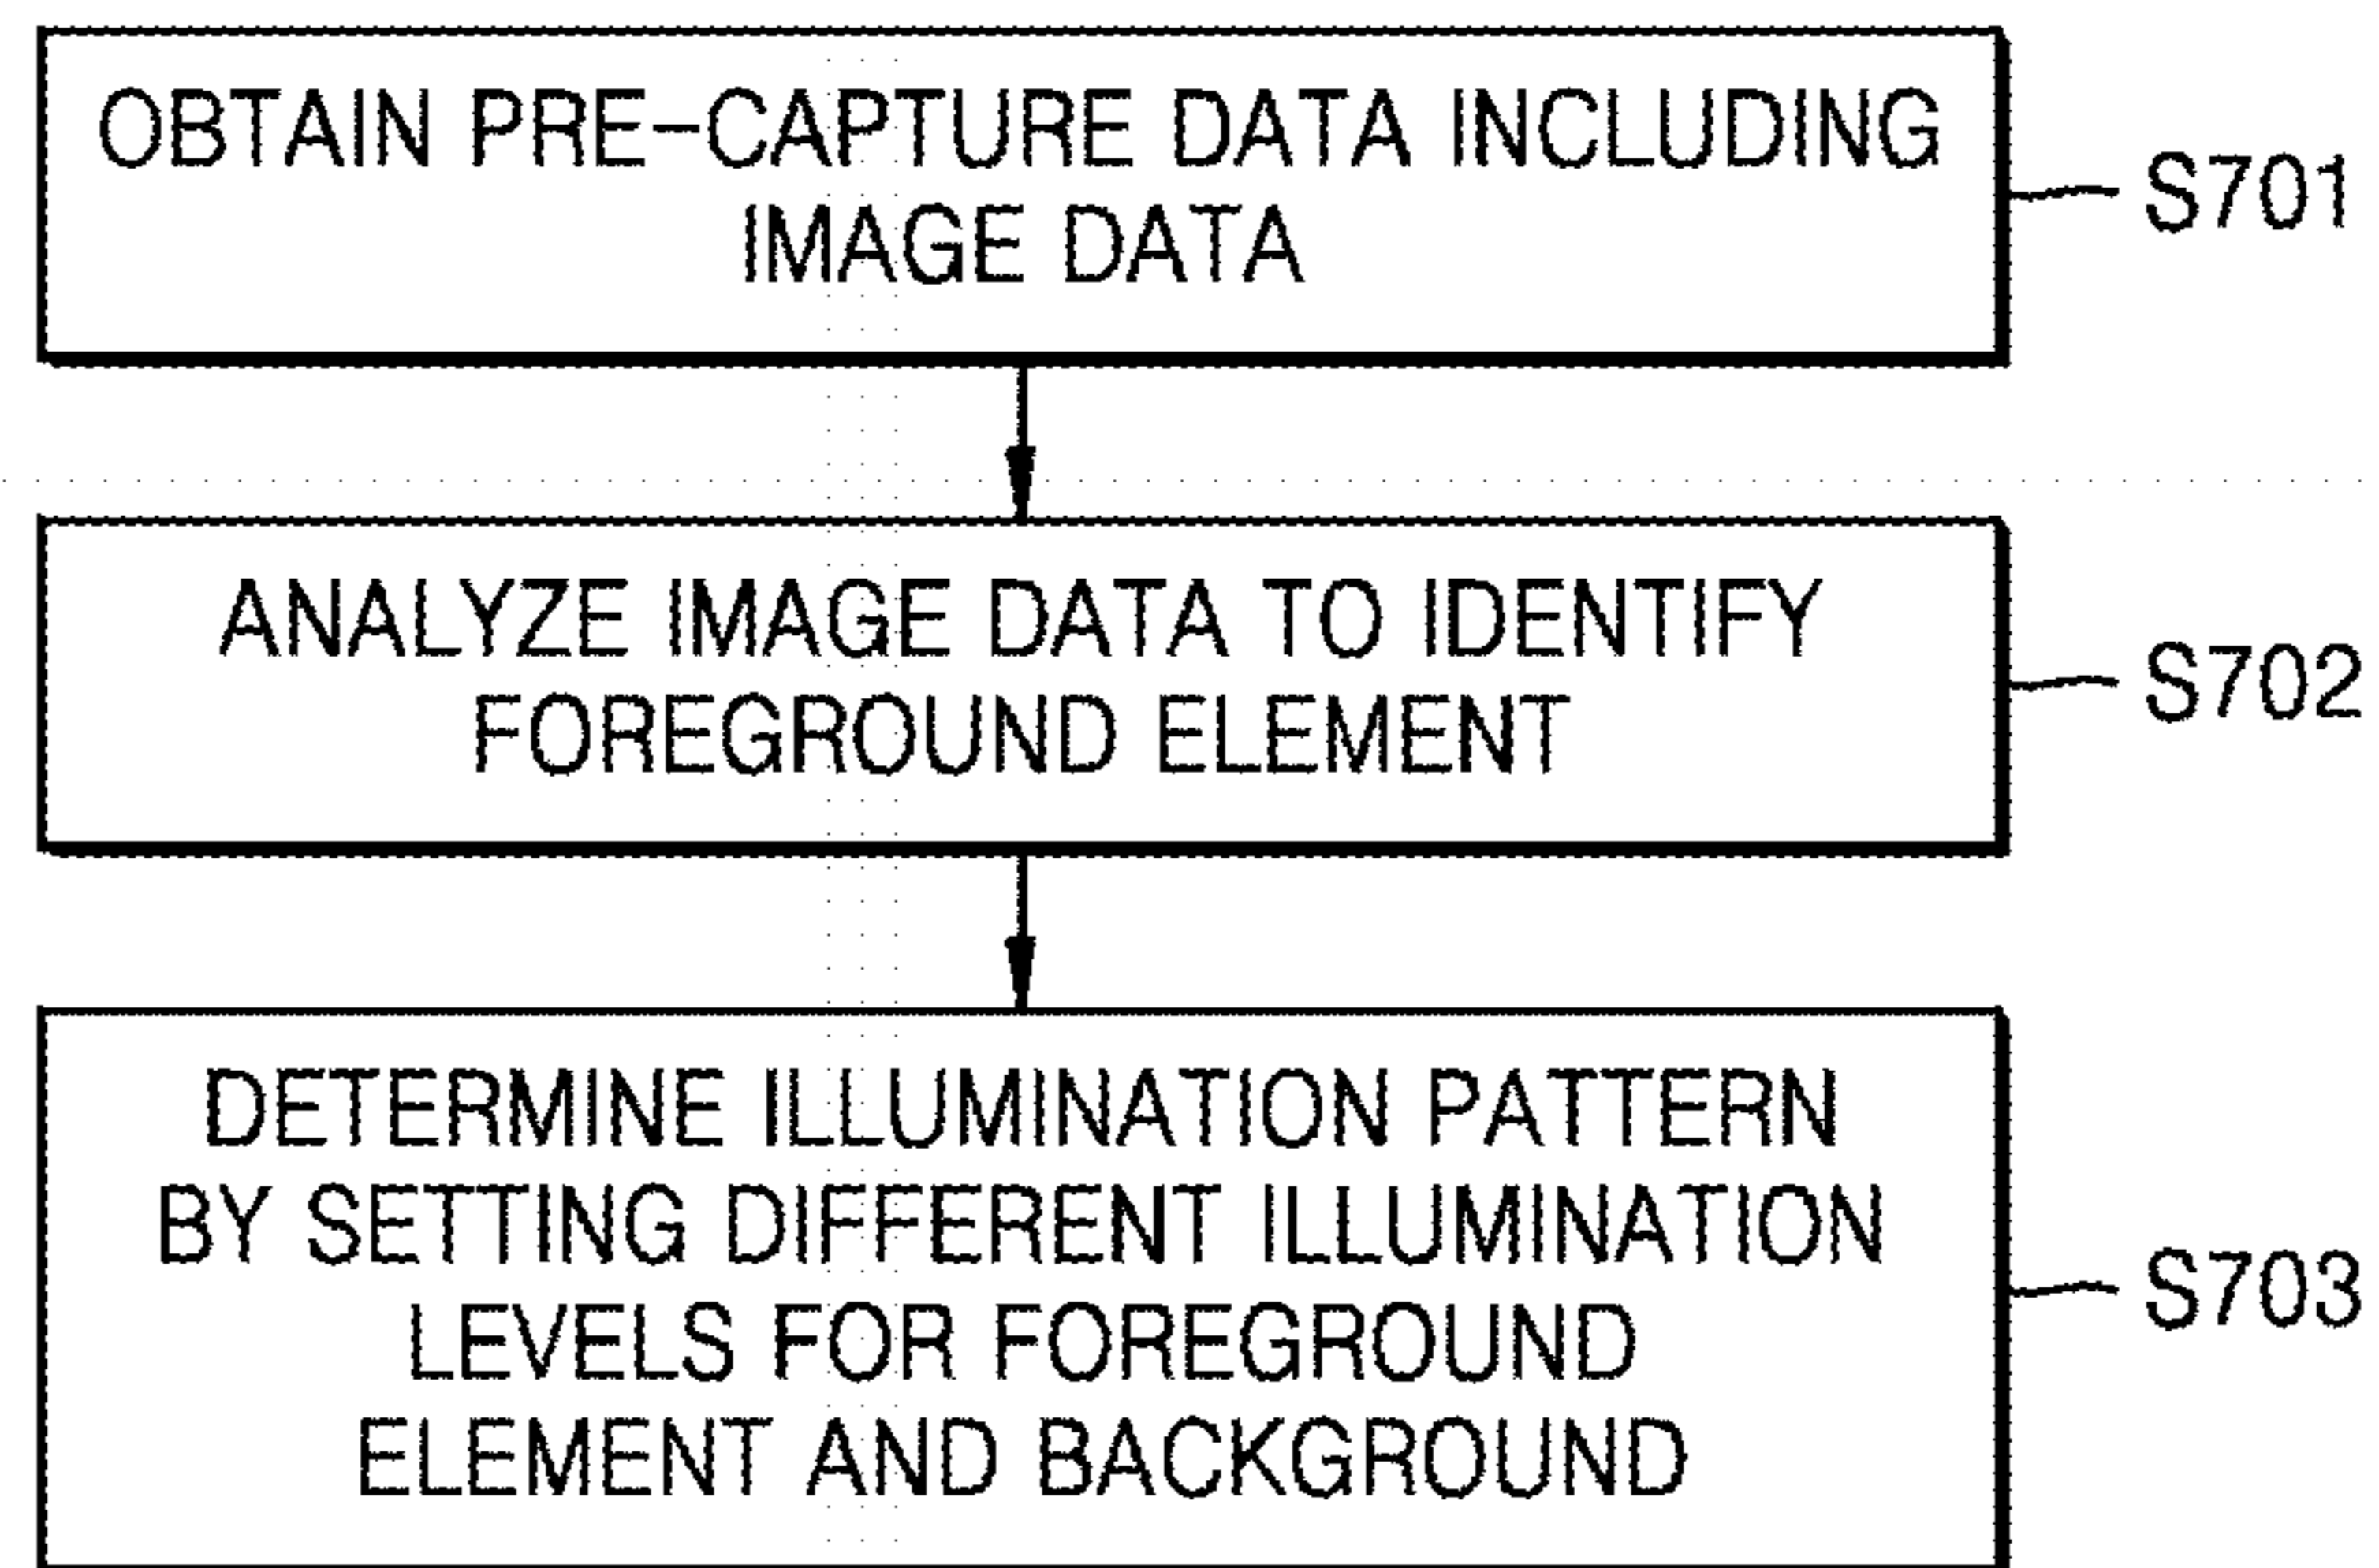 OBTAIN PRE-CAPTURE DATA INCLUDING
IMAGE DATA
S701
ANALYZE IMAGE DATA TO IDENTIFY
FOREGROUND ELEMENT
S702
DETERMINE ILLUMINATION PATTERN
BY SETTING DIFFERENT ILLUMINATION
LEVELS FOR FOREGROUND
ELEMENT AND BACKGROUND
S703